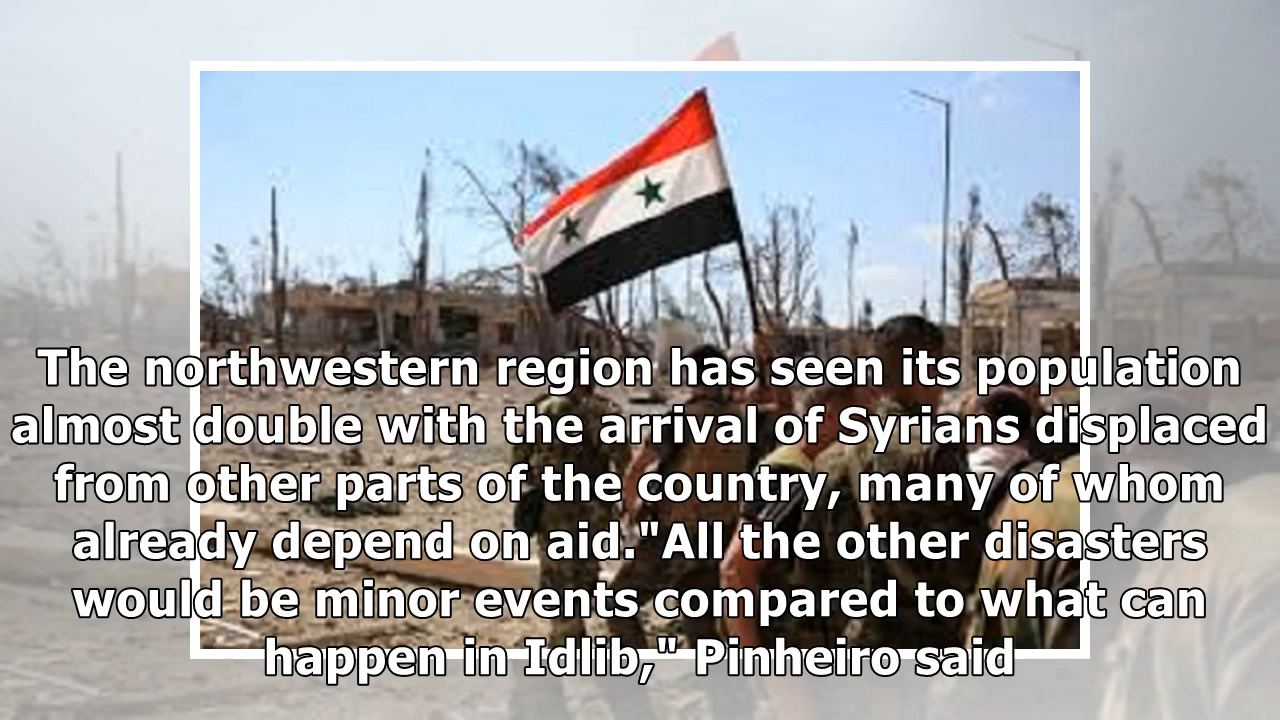 The northwestern region has seen its population
almost double with the arrival of Syrians displaced
from other parts of the country, many of whom
already depend on aid."All the other disasters
would be minor events compared to what can
happen in Idlib," Pinheiro said